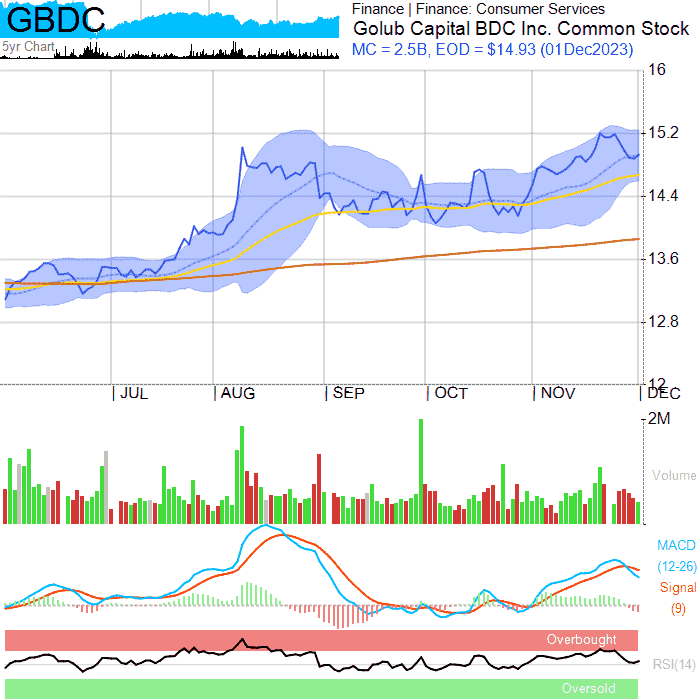 GBDC
5yr Chart
Finance | Finance: Consumer Services
Golub Capital BDC Inc. Common Stock
MC = 2.5B, EOD = $14.93 (01Dec2023)
16
15.2
14.4
13.6
12.8
12
JUL AUG SEP OCT NOV DEC
2M
Volume
MACD
(12-26)
Signal
(9)
Overbought
RSI(14)
Oversold